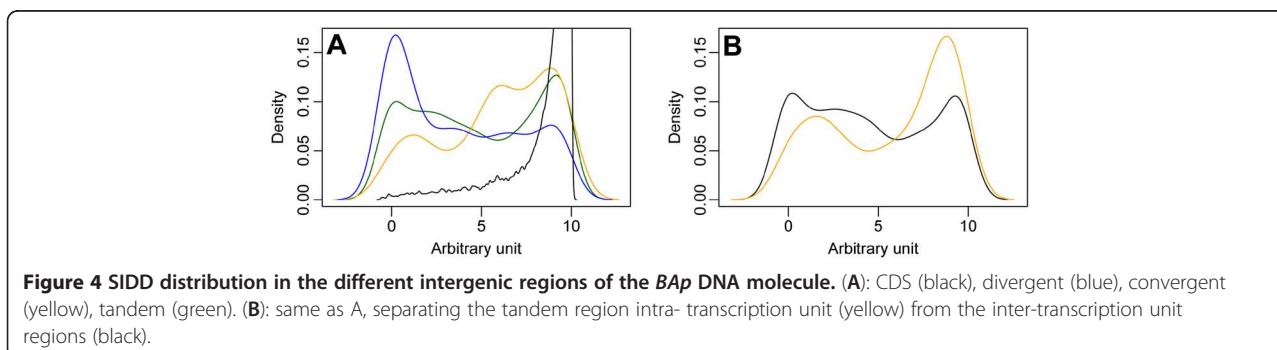 A
B
Density
0.00 0.05 0.10 0.15
0 5 10
Arbitrary unit
Density
0.00 0.05 0.10 0.15
0 5 10
Arbitrary unit
Figure 4 SIDD distribution in the different intergenic regions of the BAp DNA molecule. (A): CDS (black), divergent (blue), convergent
(yellow), tandem (green). (B): same as A, separating the tandem region intra- transcription unit (yellow) from the inter-transcription unit
regions (black).